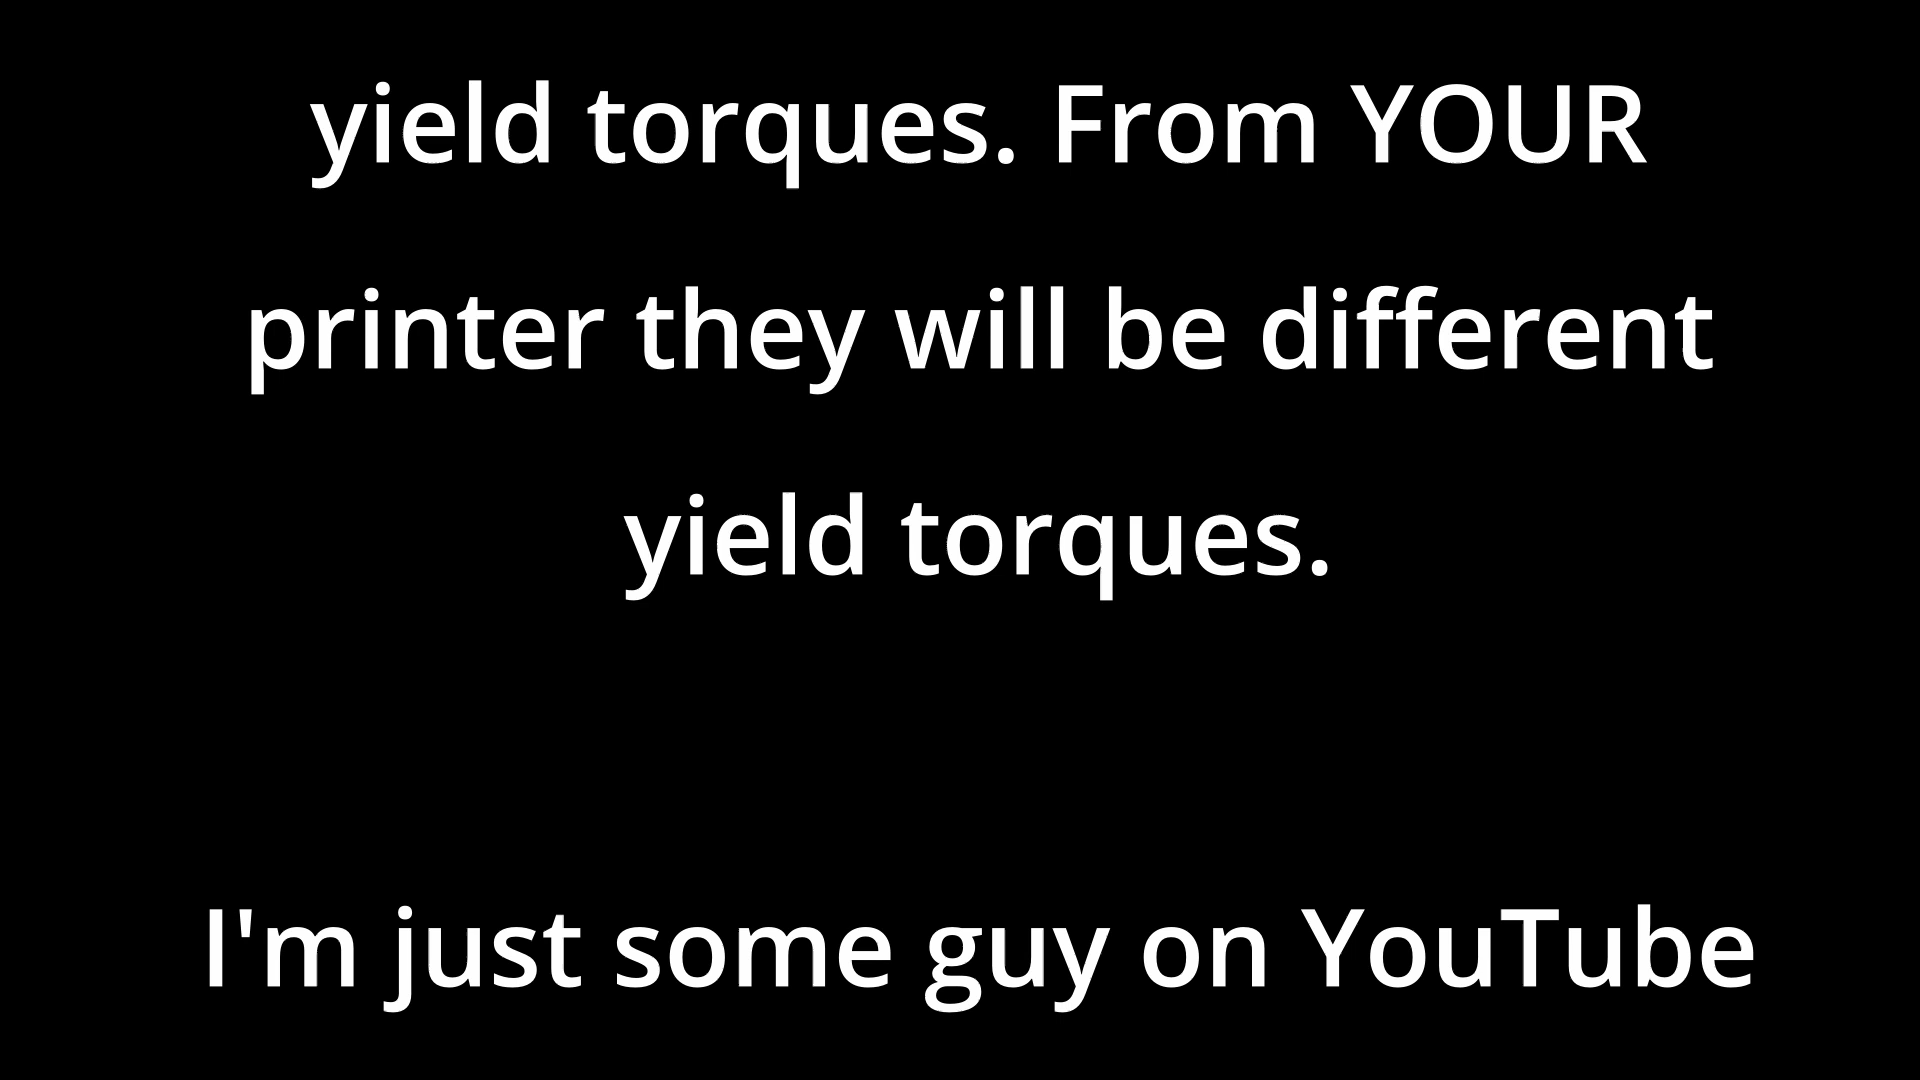 yield torques. From YOUR
printer they will be different
yield torques.
I'm just some guy on YouTube